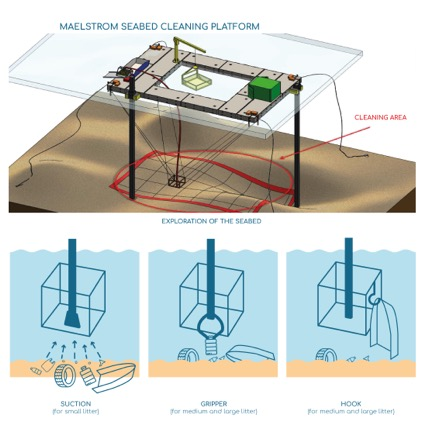 MAELSTROM SEABED CLEANING PLATFORM
CLEANING AREA
EXPLORATION OF THE SEABED
SUCTION
(for small litter)
GRIPPER
(for medium and large litter)
HOOK
(for medium and large litter)